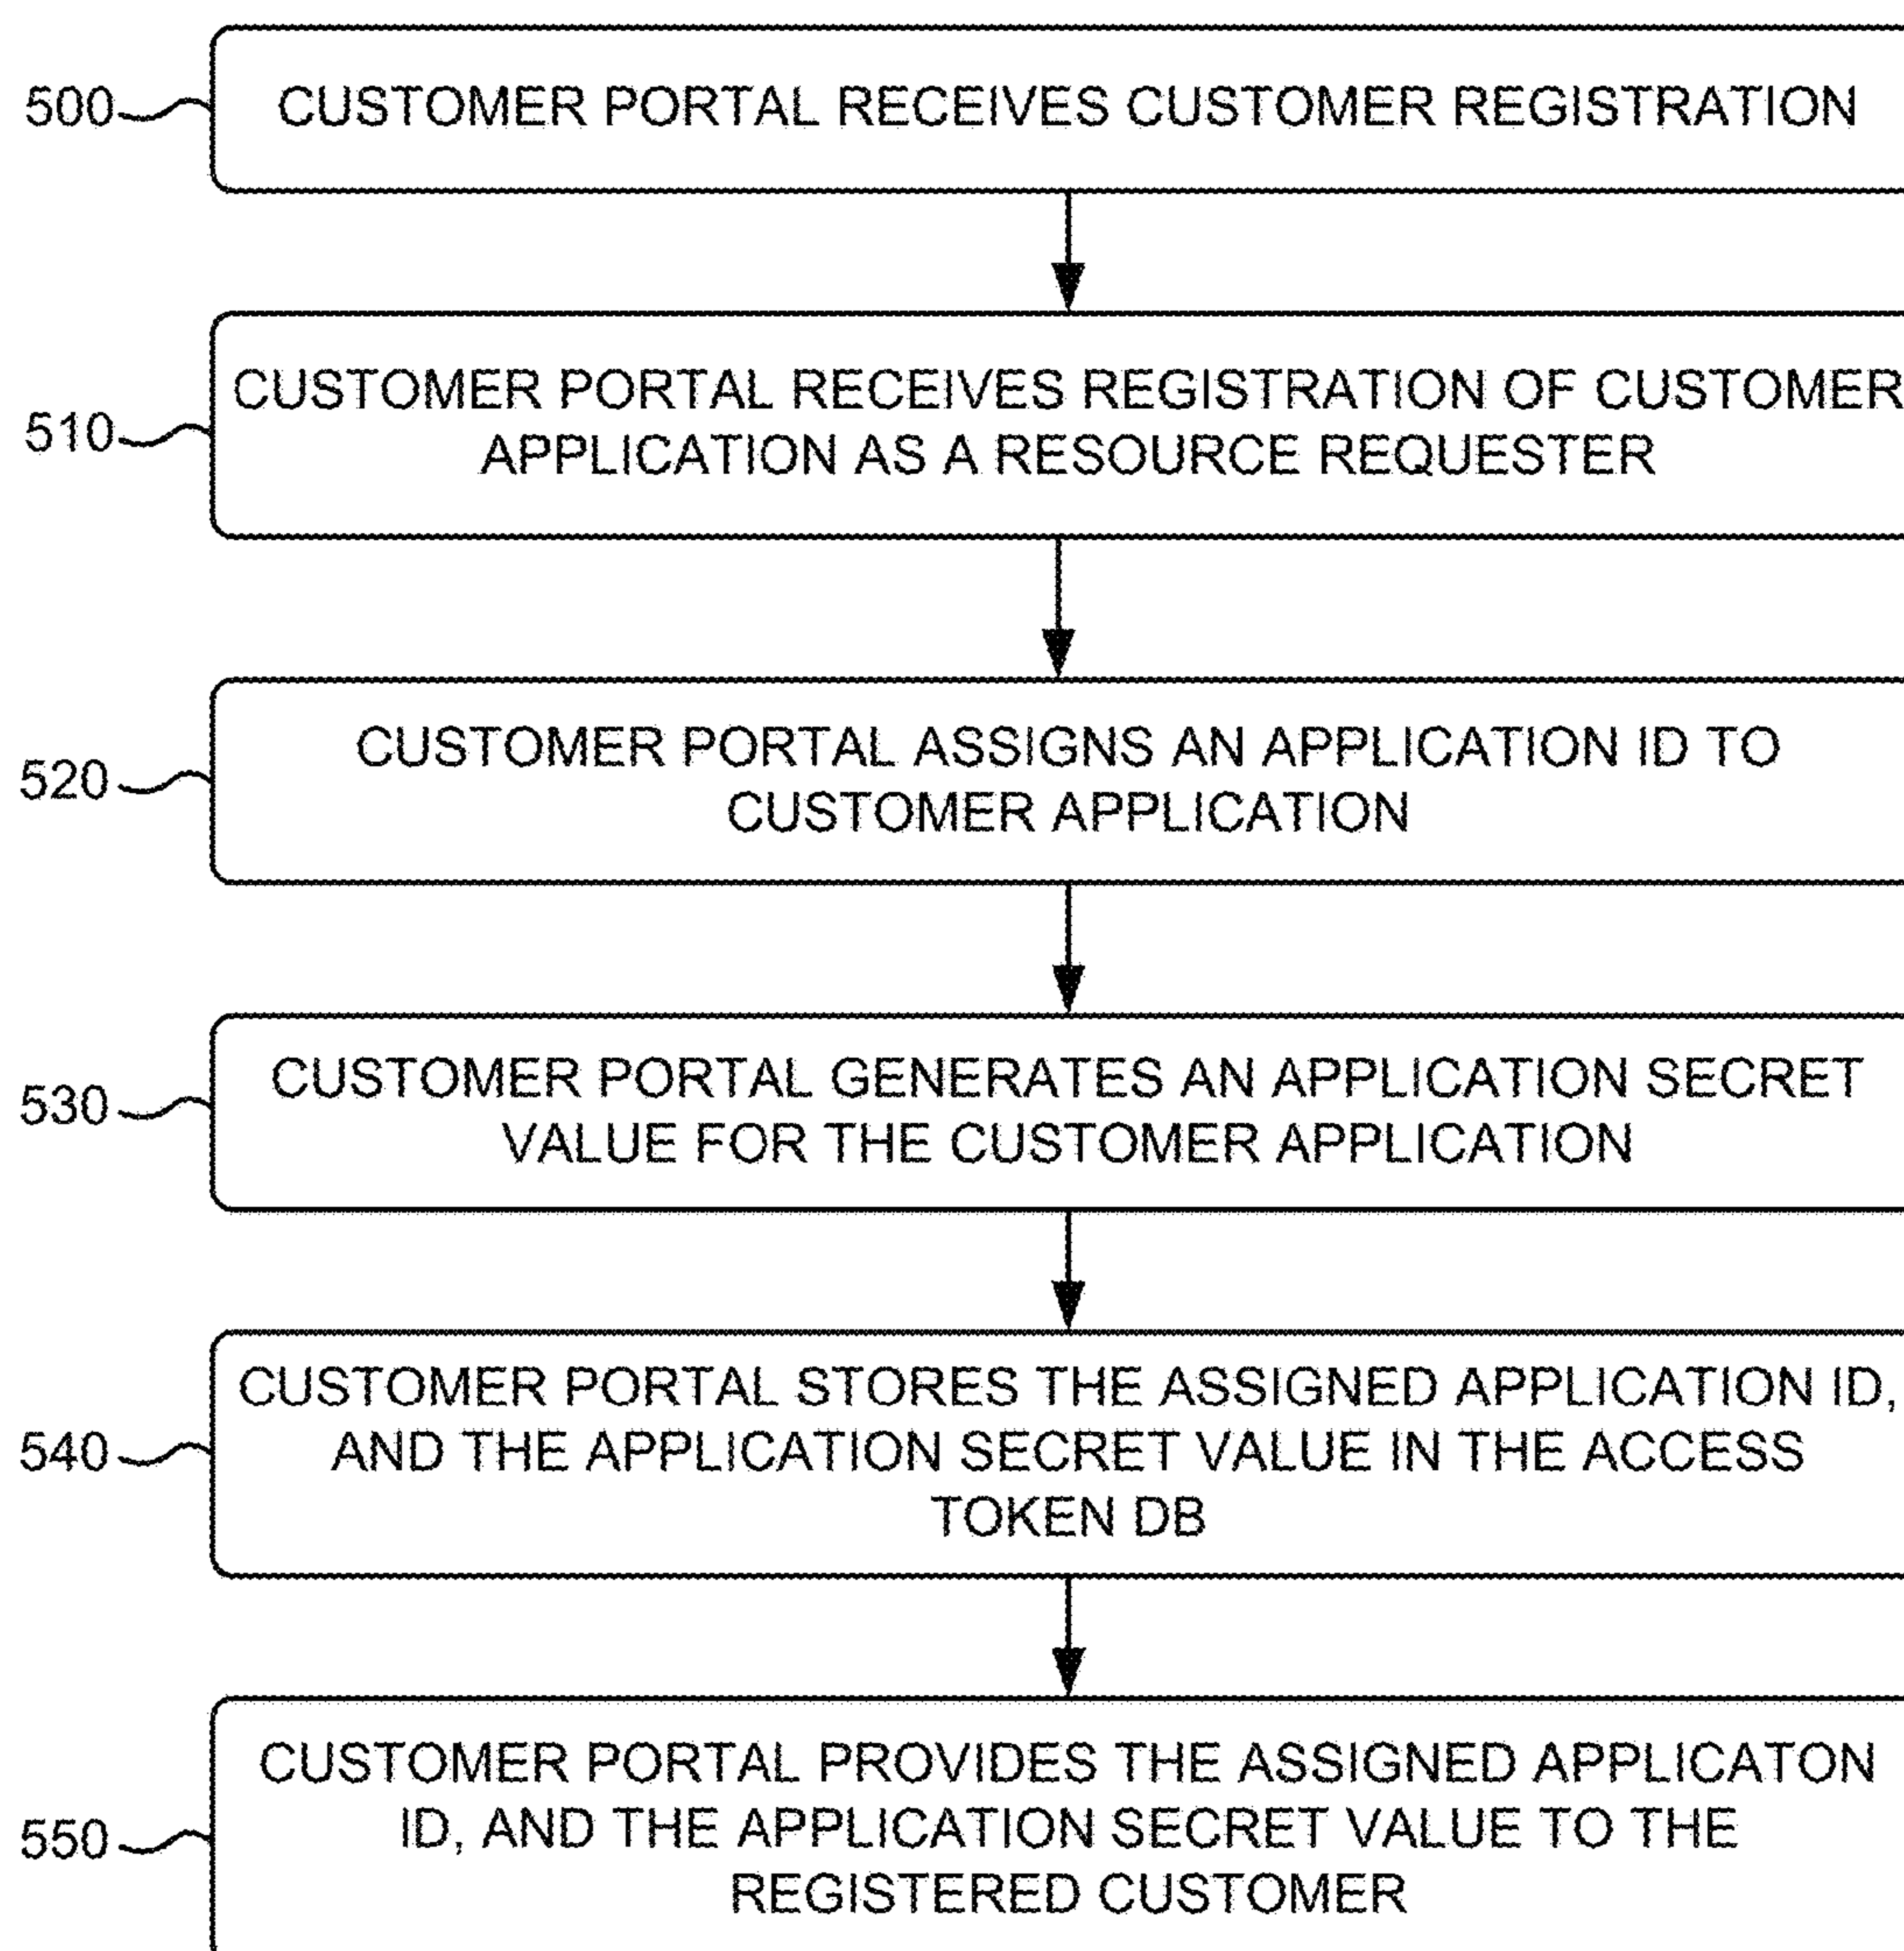 500
CUSTOMER PORTAL RECEIVES CUSTOMER REGISTRATION
510
CUSTOMER PORTAL RECEIVES REGISTRATION OF CUSTOMER
APPLICATION AS A RESOURCE REQUESTER
520
CUSTOMER PORTAL ASSIGNS AN APPLICATION ID TO
CUSTOMER APPLICATION
530
CUSTOMER PORTAL GENERATES AN APPLICATION SECRET
VALUE FOR THE CUSTOMER APPLICATION
540
CUSTOMER PORTAL STORES THE ASSIGNED APPLICATION ID,
AND THE APPLICATION SECRET VALUE IN THE ACCESS
TOKEN DB
550
CUSTOMER PORTAL PROVIDES THE ASSIGNED APPLICATON
ID, AND THE APPLICATION SECRET VALUE TO THE
REGISTERED CUSTOMER